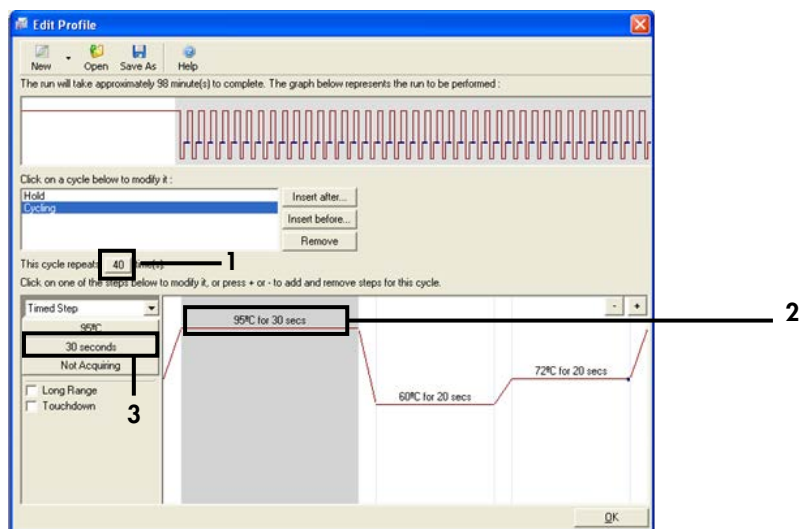 Edit Profile
New Open Save As Help
The run will take approximately 98 minute(s) to complete. The graph below represents the run to be performed :
Click on a cycle below to modify it :
Hold
Cycling
Insert after...
Insert before...
Remove
This cycle repeats 40 time(s).
1
Click on one of the steps below to modify it, or press + or - to add and remove steps for this cycle.
Timed Step
- +
95ºC
30 seconds
Not Acquiring
Long Range
Touchdown
3
95ºC for 30 secs
2
60ºC for 20 secs
72ºC for 20 secs
OK